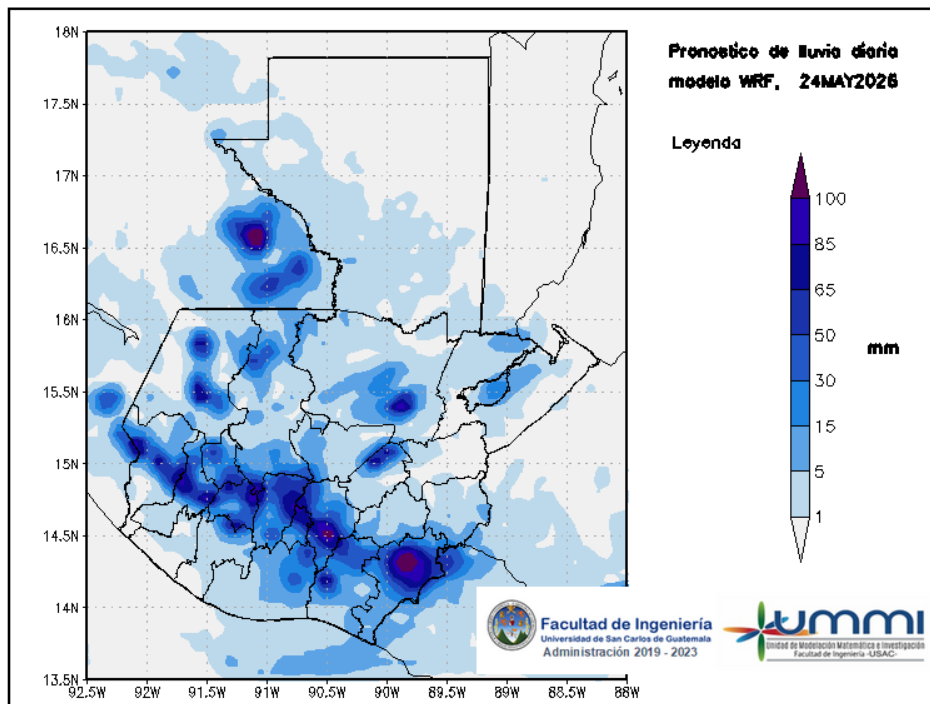 18N
17.5N
17N
16.5N
16N
15.5N
15N
14.5N
14N
13.5N
92.5W 92W 91.5W 91W 90.5W 90W 89.5W 89W 88.5W 88W
Pronostico de lluvia diaria
modelo WRF, 24MAY2026
Leyenda
100
85
65
50
30
15
5
1
mm
Facultad de Ingeniería
Universidad de San Carlos de Guatemala
Administración 2019 - 2023
UMMI
Unidad de Modelación Matemática e Investigación
Facultad de Ingeniería -USAC-